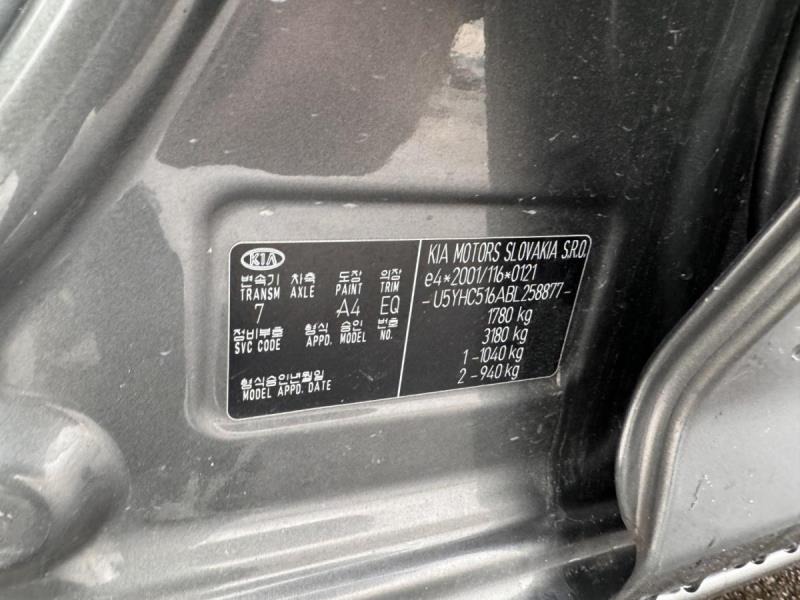 KIA
변속기 차축 도장 의장
TRANSM AXLE PAINT TRIM
7 A4 EQ
정비부호 형식 승인 번호
SVC CODE APPD. MODEL NO.
형식승인년월일
MODEL APPD. DATE
KIA MOTORS SLOVAKIA S.R.O.
e4*2001/116*0121
-U5YHC516ABL258877-
1780 kg
3180 kg
1-1040 kg
2-940 kg